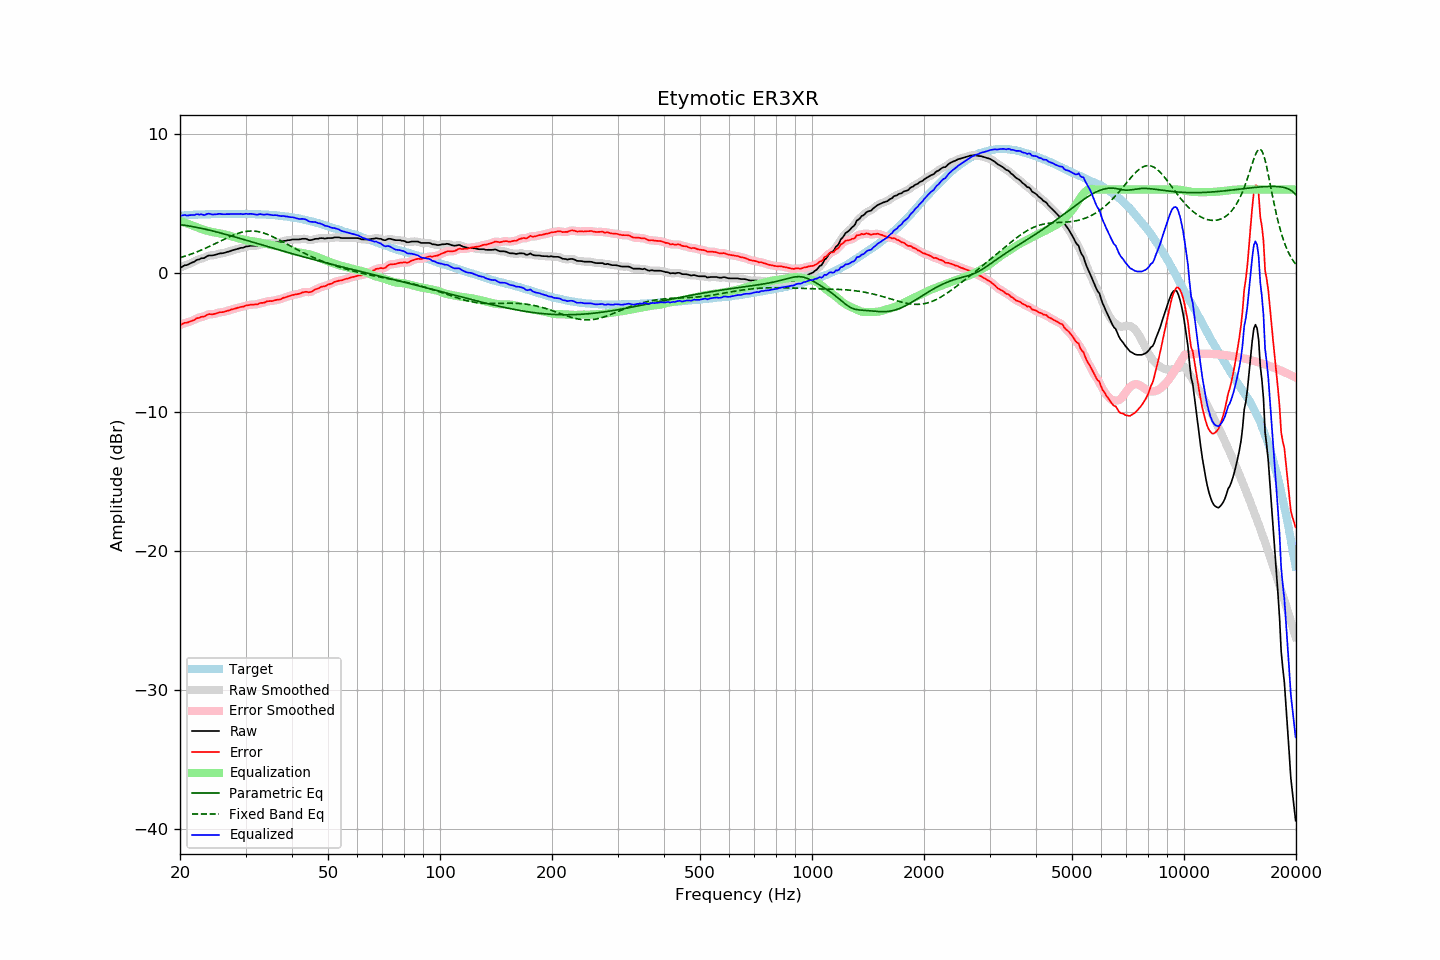 Etymotic ER3XR
10
0
−10
−20
−30
−40
Amplitude (dBr)
Target
Raw Smoothed
Error Smoothed
Raw
Error
Equalization
Parametric Eq
Fixed Band Eq
Equalized
20 50 100 200 500 1000 2000 5000 10000 20000
Frequency (Hz)